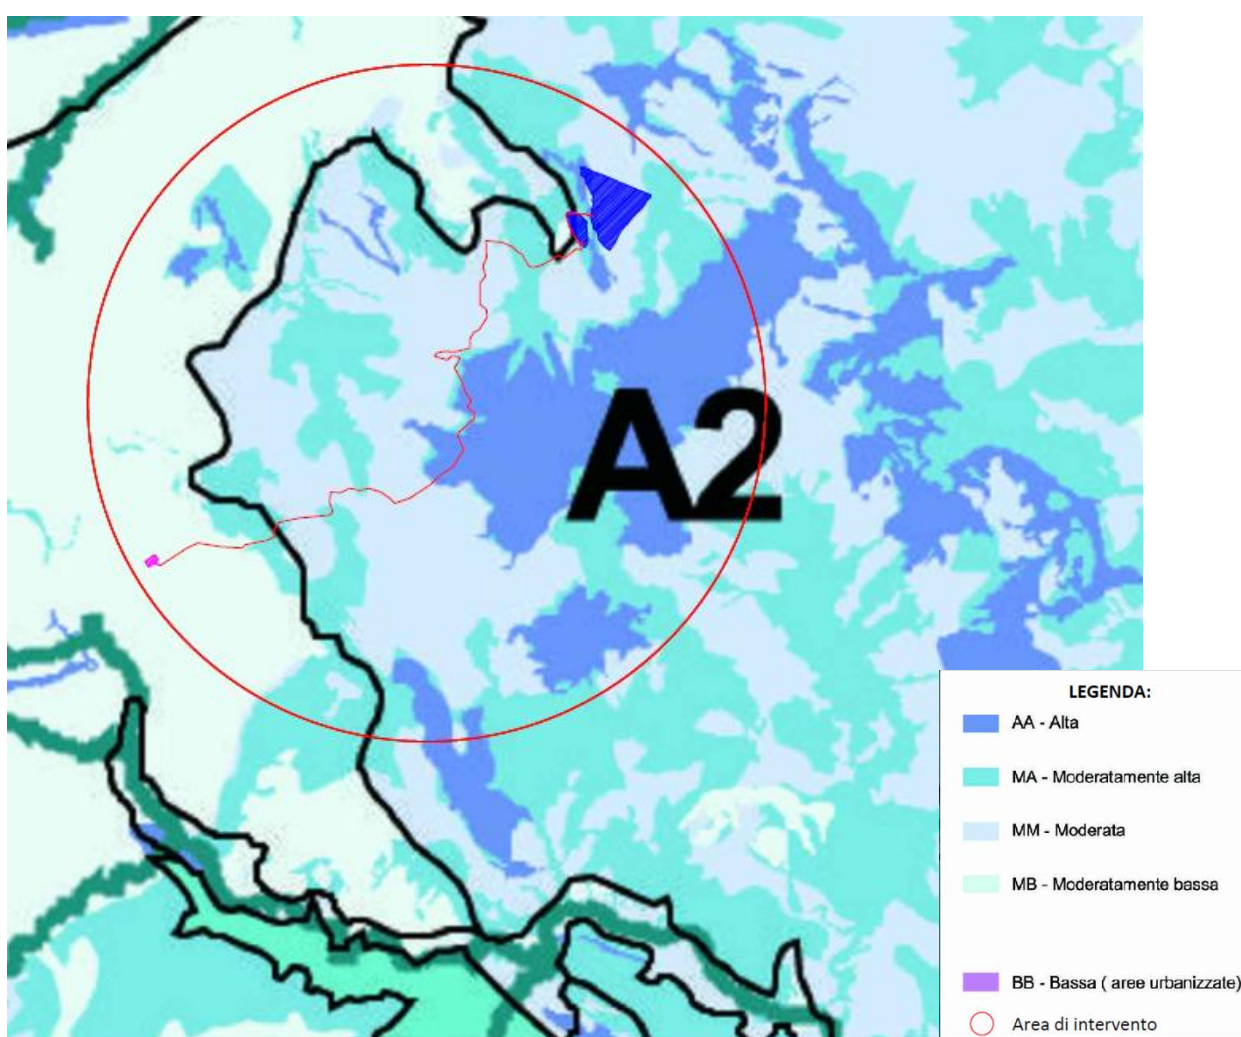 A2
LEGENDA:
AA - Alta
MA - Moderatamente alta
MM - Moderata
MB - Moderatamente bassa
BB - Bassa ( aree urbanizzate)
Area di intervento